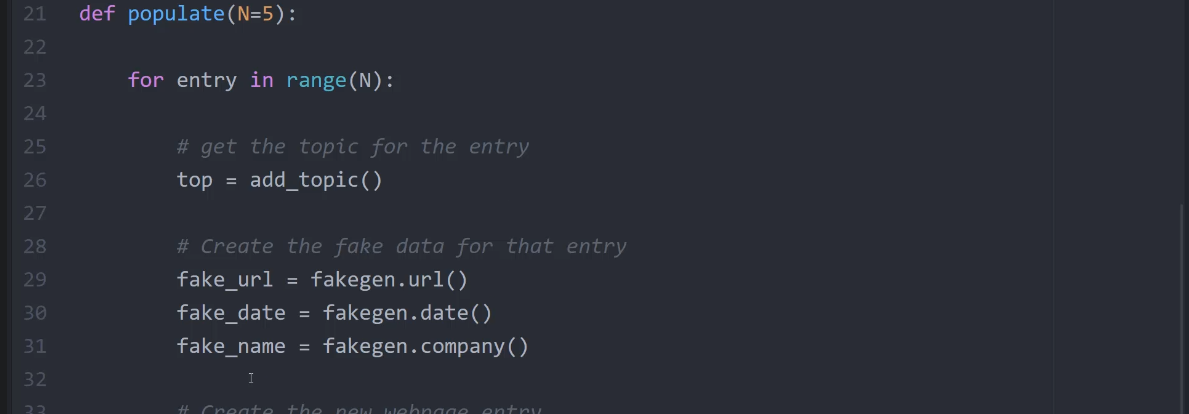 21 def populate(N=5):
22
23 for entry in range(N):
24
25 # get the topic for the entry
26 top = add_topic()
27
28 # Create the fake data for that entry
29 fake_url = fakegen.url()
30 fake_date = fakegen.date()
31 fake_name = fakegen.company()
32
33 # Create the new webpage entry